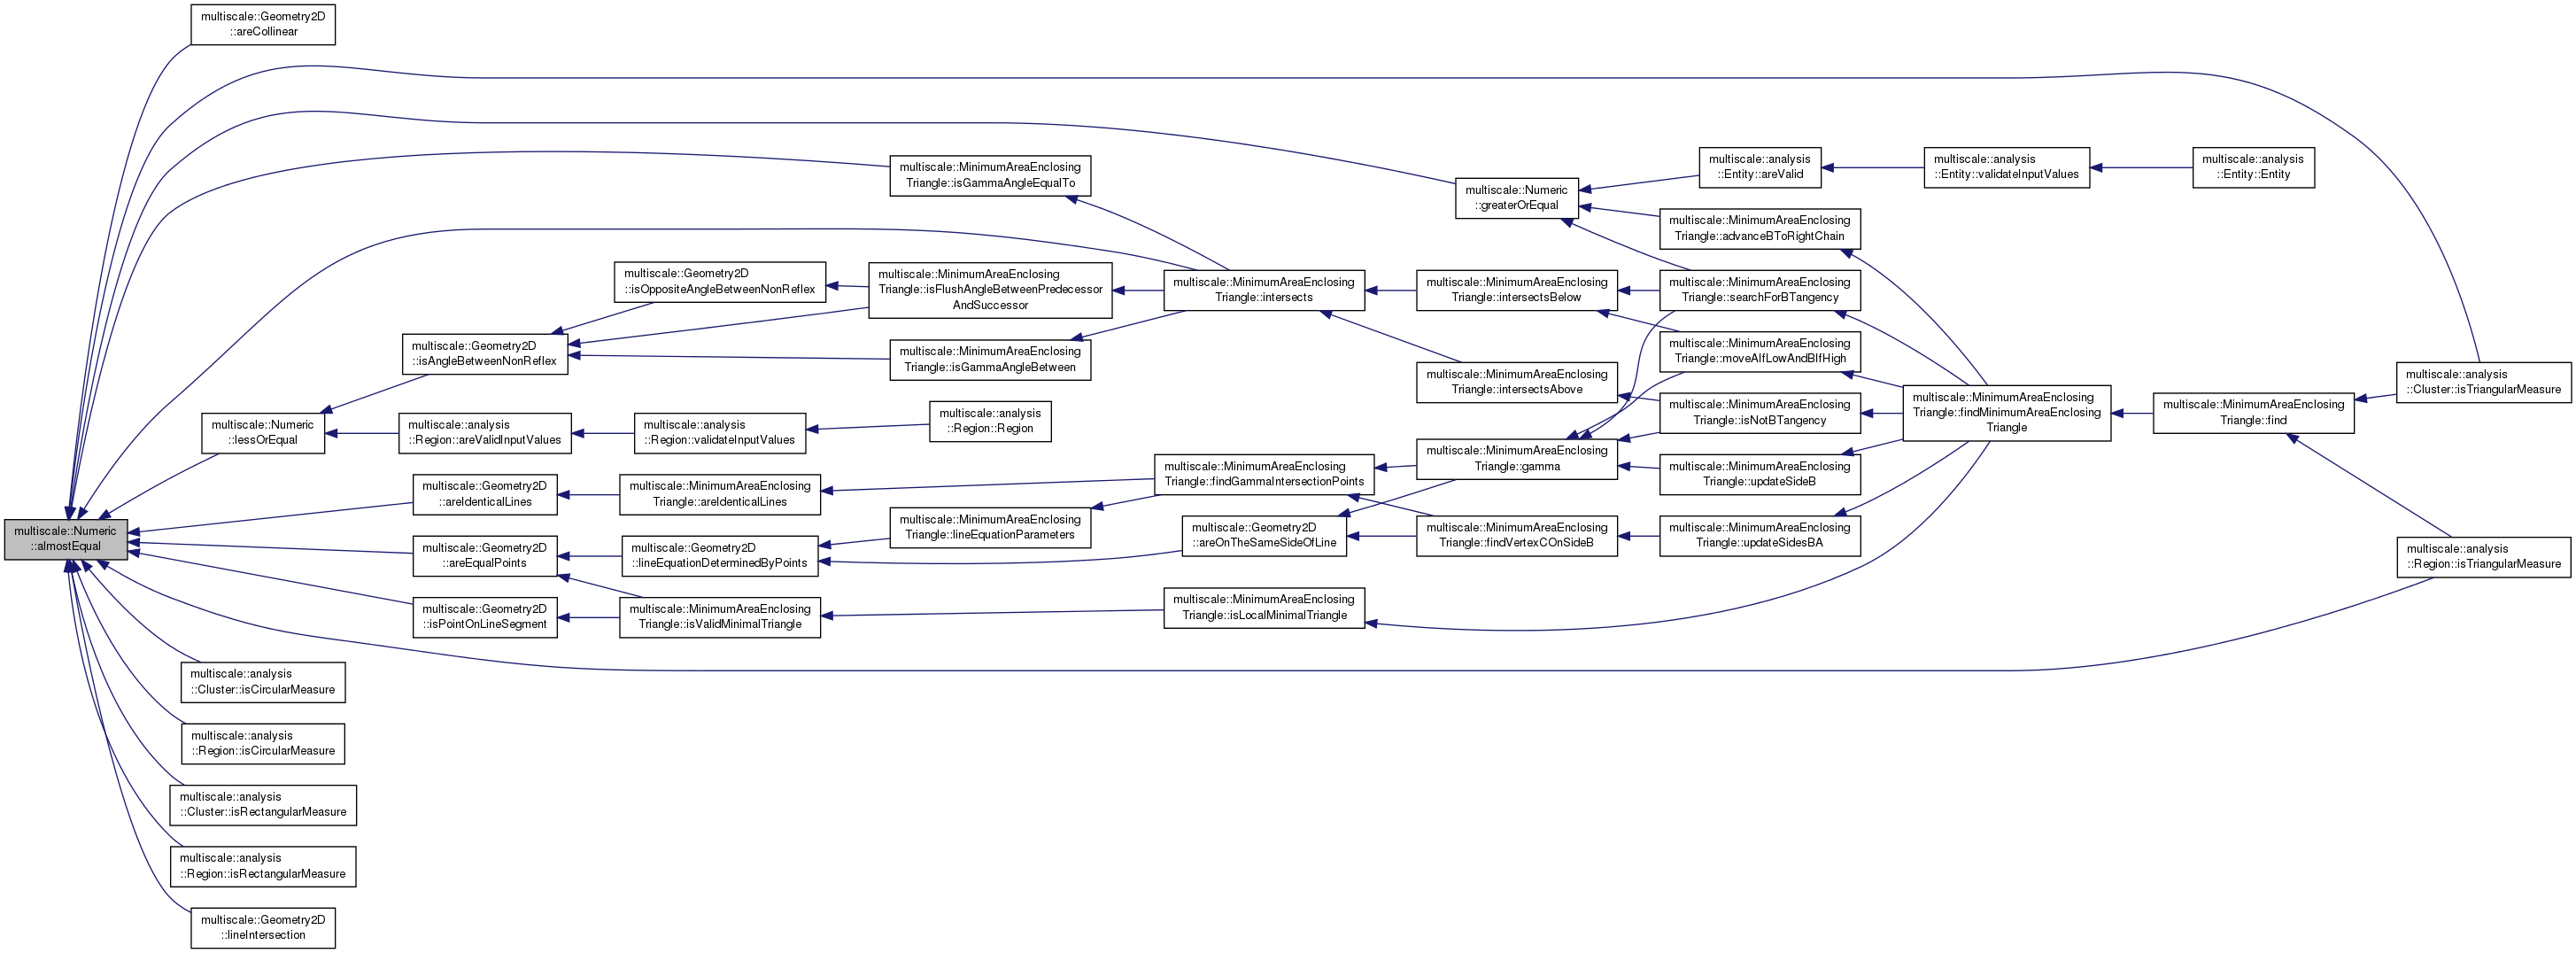 multiscale::Geometry2D
::areCollinear
multiscale::MinimumAreaEnclosing
Triangle::isGammaAngleEqualTo
multiscale::Numeric
::greaterOrEqual
multiscale::analysis
::Entity::areValid
multiscale::analysis
::Entity::validateInputValues
multiscale::analysis
::Entity::Entity
multiscale::MinimumAreaEnclosing
Triangle::advanceBToRightChain
multiscale::Geometry2D
::isOppositeAngleBetweenNonReflex
multiscale::MinimumAreaEnclosing
Triangle::isFlushAngleBetweenPredecessor
AndSuccessor
multiscale::MinimumAreaEnclosing
Triangle::intersects
multiscale::MinimumAreaEnclosing
Triangle::intersectsBelow
multiscale::MinimumAreaEnclosing
Triangle::searchForBTangency
multiscale::Geometry2D
::isAngleBetweenNonReflex
multiscale::MinimumAreaEnclosing
Triangle::isGammaAngleBetween
multiscale::MinimumAreaEnclosing
Triangle::moveAIfLowAndBIfHigh
multiscale::MinimumAreaEnclosing
Triangle::intersectsAbove
multiscale::analysis
::Cluster::isTriangularMeasure
multiscale::Numeric
::lessOrEqual
multiscale::analysis
::Region::areValidInputValues
multiscale::analysis
::Region::validateInputValues
multiscale::analysis
::Region::Region
multiscale::MinimumAreaEnclosing
Triangle::isNotBTangency
multiscale::MinimumAreaEnclosing
Triangle::findMinimumAreaEnclosing
Triangle
multiscale::MinimumAreaEnclosing
Triangle::find
multiscale::MinimumAreaEnclosing
Triangle::gamma
multiscale::Geometry2D
::areIdenticalLines
multiscale::MinimumAreaEnclosing
Triangle::areIdenticalLines
multiscale::MinimumAreaEnclosing
Triangle::findGammaIntersectionPoints
multiscale::MinimumAreaEnclosing
Triangle::updateSideB
multiscale::Numeric
::almostEqual
multiscale::Geometry2D
::areEqualPoints
multiscale::Geometry2D
::lineEquationDeterminedByPoints
multiscale::MinimumAreaEnclosing
Triangle::lineEquationParameters
multiscale::Geometry2D
::areOnTheSameSideOfLine
multiscale::MinimumAreaEnclosing
Triangle::findVertexCOnSideB
multiscale::MinimumAreaEnclosing
Triangle::updateSidesBA
multiscale::analysis
::Region::isTriangularMeasure
multiscale::Geometry2D
::isPointOnLineSegment
multiscale::MinimumAreaEnclosing
Triangle::isValidMinimalTriangle
multiscale::MinimumAreaEnclosing
Triangle::isLocalMinimalTriangle
multiscale::analysis
::Cluster::isCircularMeasure
multiscale::analysis
::Region::isCircularMeasure
multiscale::analysis
::Cluster::isRectangularMeasure
multiscale::analysis
::Region::isRectangularMeasure
multiscale::Geometry2D
::lineIntersection